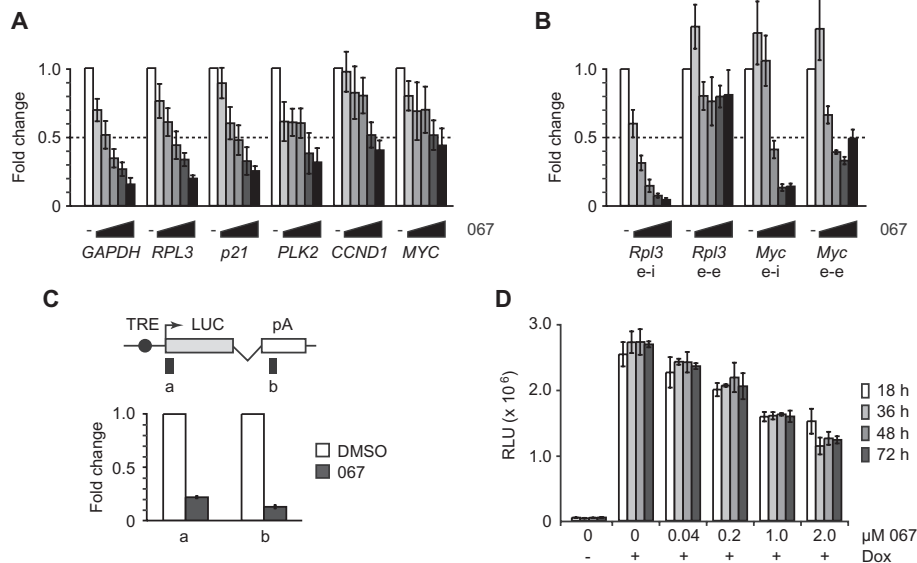 A
Fold change
1.0
0.5
0
- - - - - - 067
GAPDH RPL3 p21 PLK2 CCND1 MYC
B
Fold change
1.0
0.5
0
- - - - 067
Rpl3 Rpl3 Myc Myc
e-i e-e e-i e-e
C
TRE LUC pA
a b
Fold change
1.0
0.5
0
a b
DMSO
067
D
RLU (x 10⁶)
3.0
2.0
1.0
0
0 0 0.04 0.2 1.0 2.0 µM 067
- + + + + + Dox
18 h
36 h
48 h
72 h